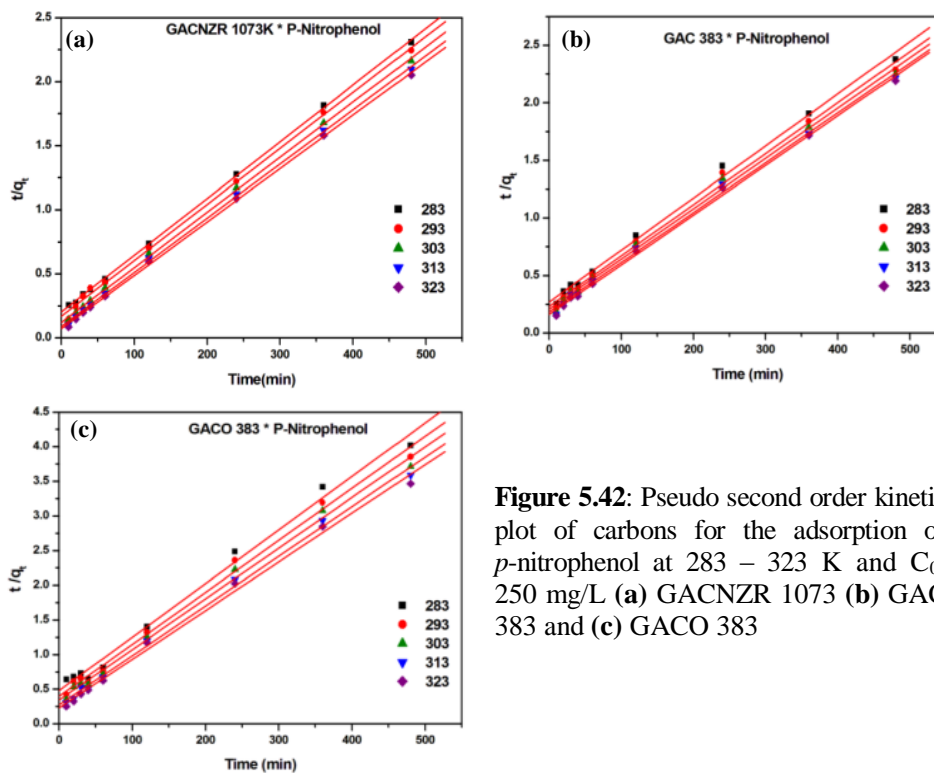 (a)
GACNZR 1073K * P-Nitrophenol
2.5
2.0
1.5
1.0
0.5
0.0
t/qt
283
293
303
313
323
0 100 200 300 400 500
Time(min)
(b)
GAC 383 * P-Nitrophenol
2.5
2.0
1.5
1.0
0.5
0.0
t /qt
283
293
303
313
323
0 100 200 300 400 500
Time (min)
(c)
GACO 383 * P-Nitrophenol
4.5
4.0
3.5
3.0
2.5
2.0
1.5
1.0
0.5
0.0
t /qt
283
293
303
313
323
0 100 200 300 400 500
Time (min)
Figure 5.42: Pseudo second order kineti
plot of carbons for the adsorption o
p-nitrophenol at 283 – 323 K and C0
250 mg/L (a) GACNZR 1073 (b) GAC
383 and (c) GACO 383